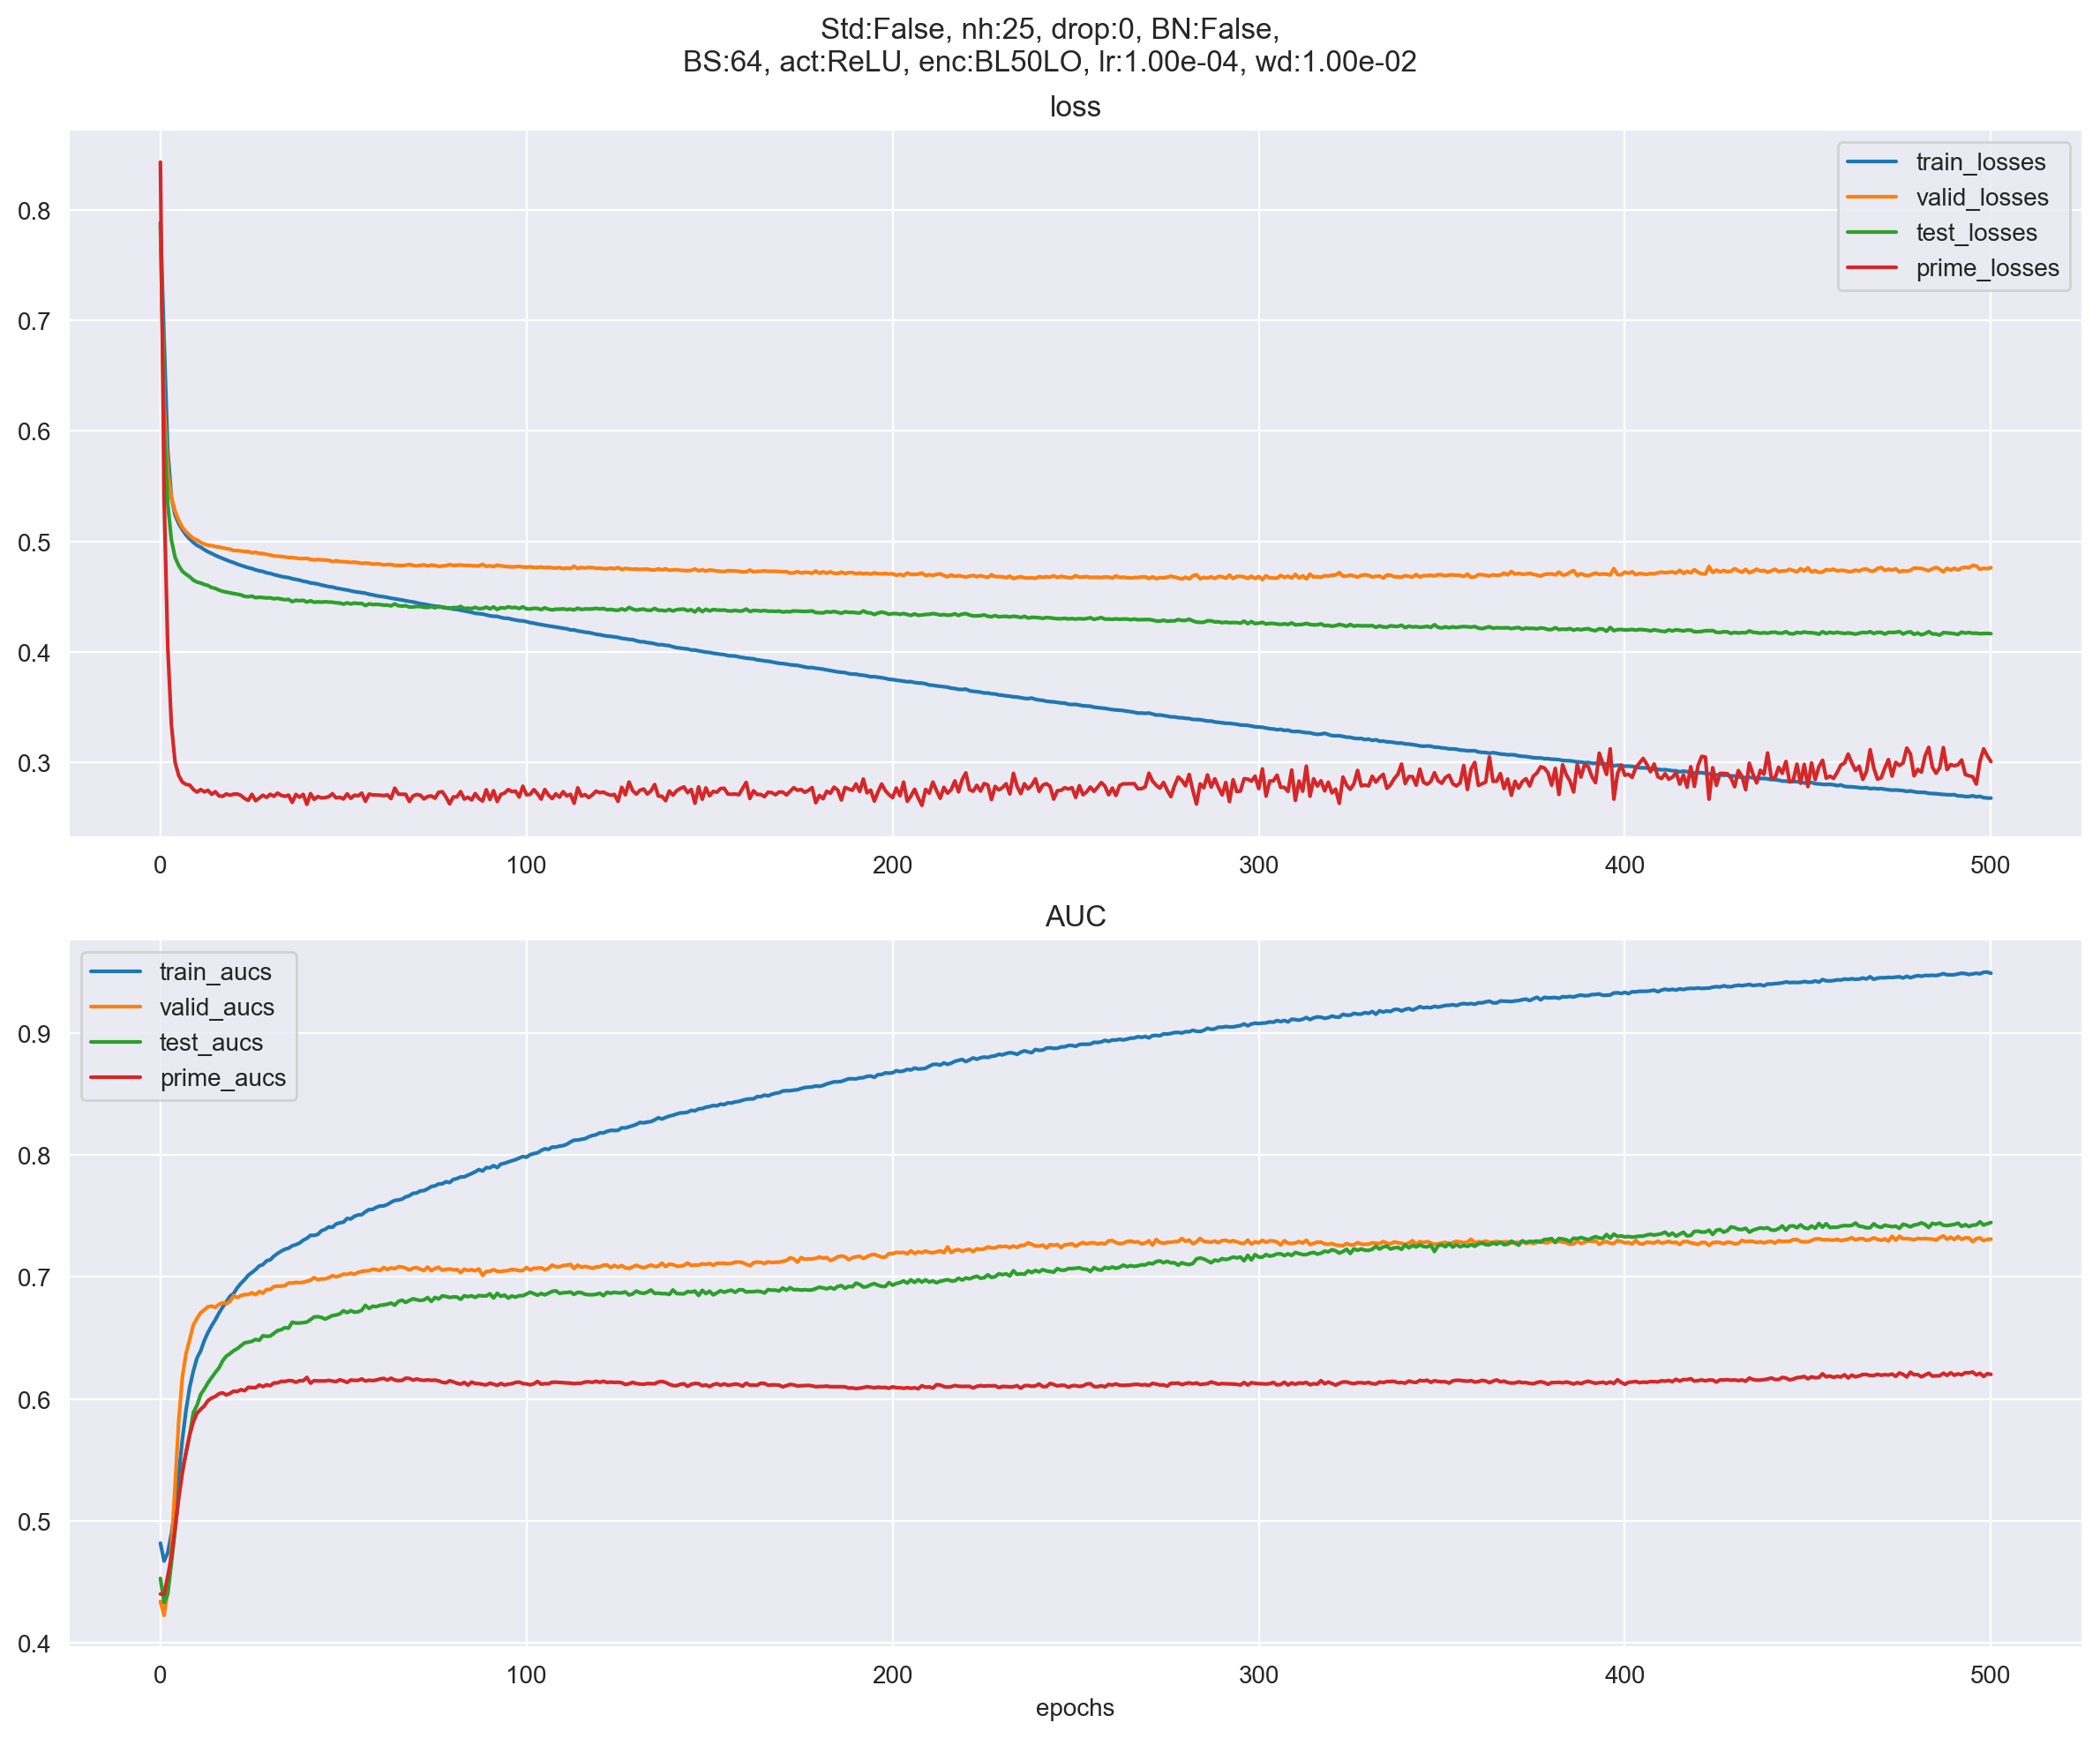 Std:False, nh:25, drop:0, BN:False,
BS:64, act:ReLU, enc:BL50LO, lr:1.00e-04, wd:1.00e-02
loss
train_losses
valid_losses
test_losses
prime_losses
0.8
0.7
0.6
0.5
0.4
0.3
0 100 200 300 400 500
AUC
train_aucs
valid_aucs
test_aucs
prime_aucs
0.9
0.8
0.7
0.6
0.5
0.4
0 100 200 300 400 500
epochs